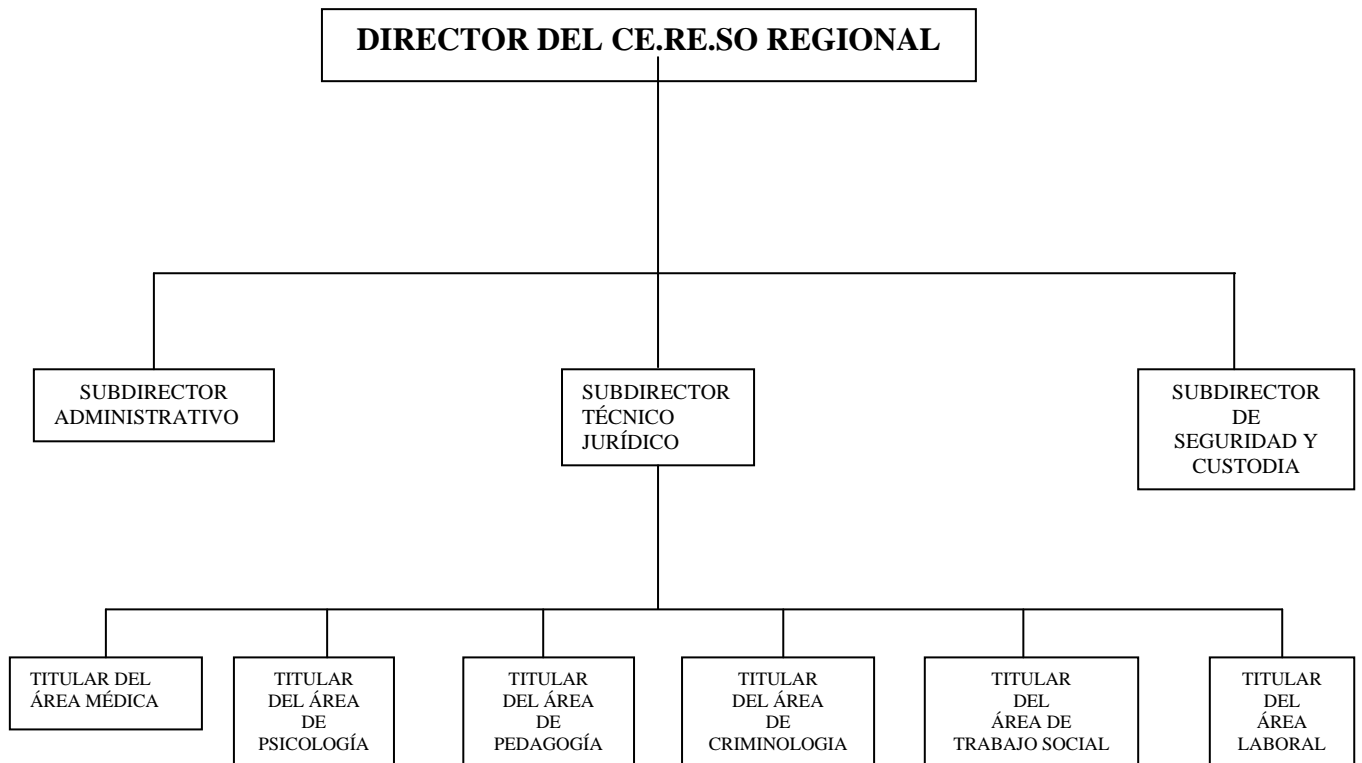 DIRECTOR DEL CE.RE.SO REGIONAL
SUBDIRECTOR
ADMINISTRATIVO
SUBDIRECTOR
TÉCNICO
JURÍDICO
SUBDIRECTOR
DE
SEGURIDAD Y
CUSTODIA
TITULAR DEL
ÁREA MÉDICA
TITULAR
DEL ÁREA
DE
PSICOLOGÍA
TITULAR
DEL ÁREA
DE
PEDAGOGÍA
TITULAR
DEL ÁREA
DE
CRIMINOLOGIA
TITULAR
DEL
ÁREA DE
TRABAJO SOCIAL
TITULAR
DEL
ÁREA
LABORAL